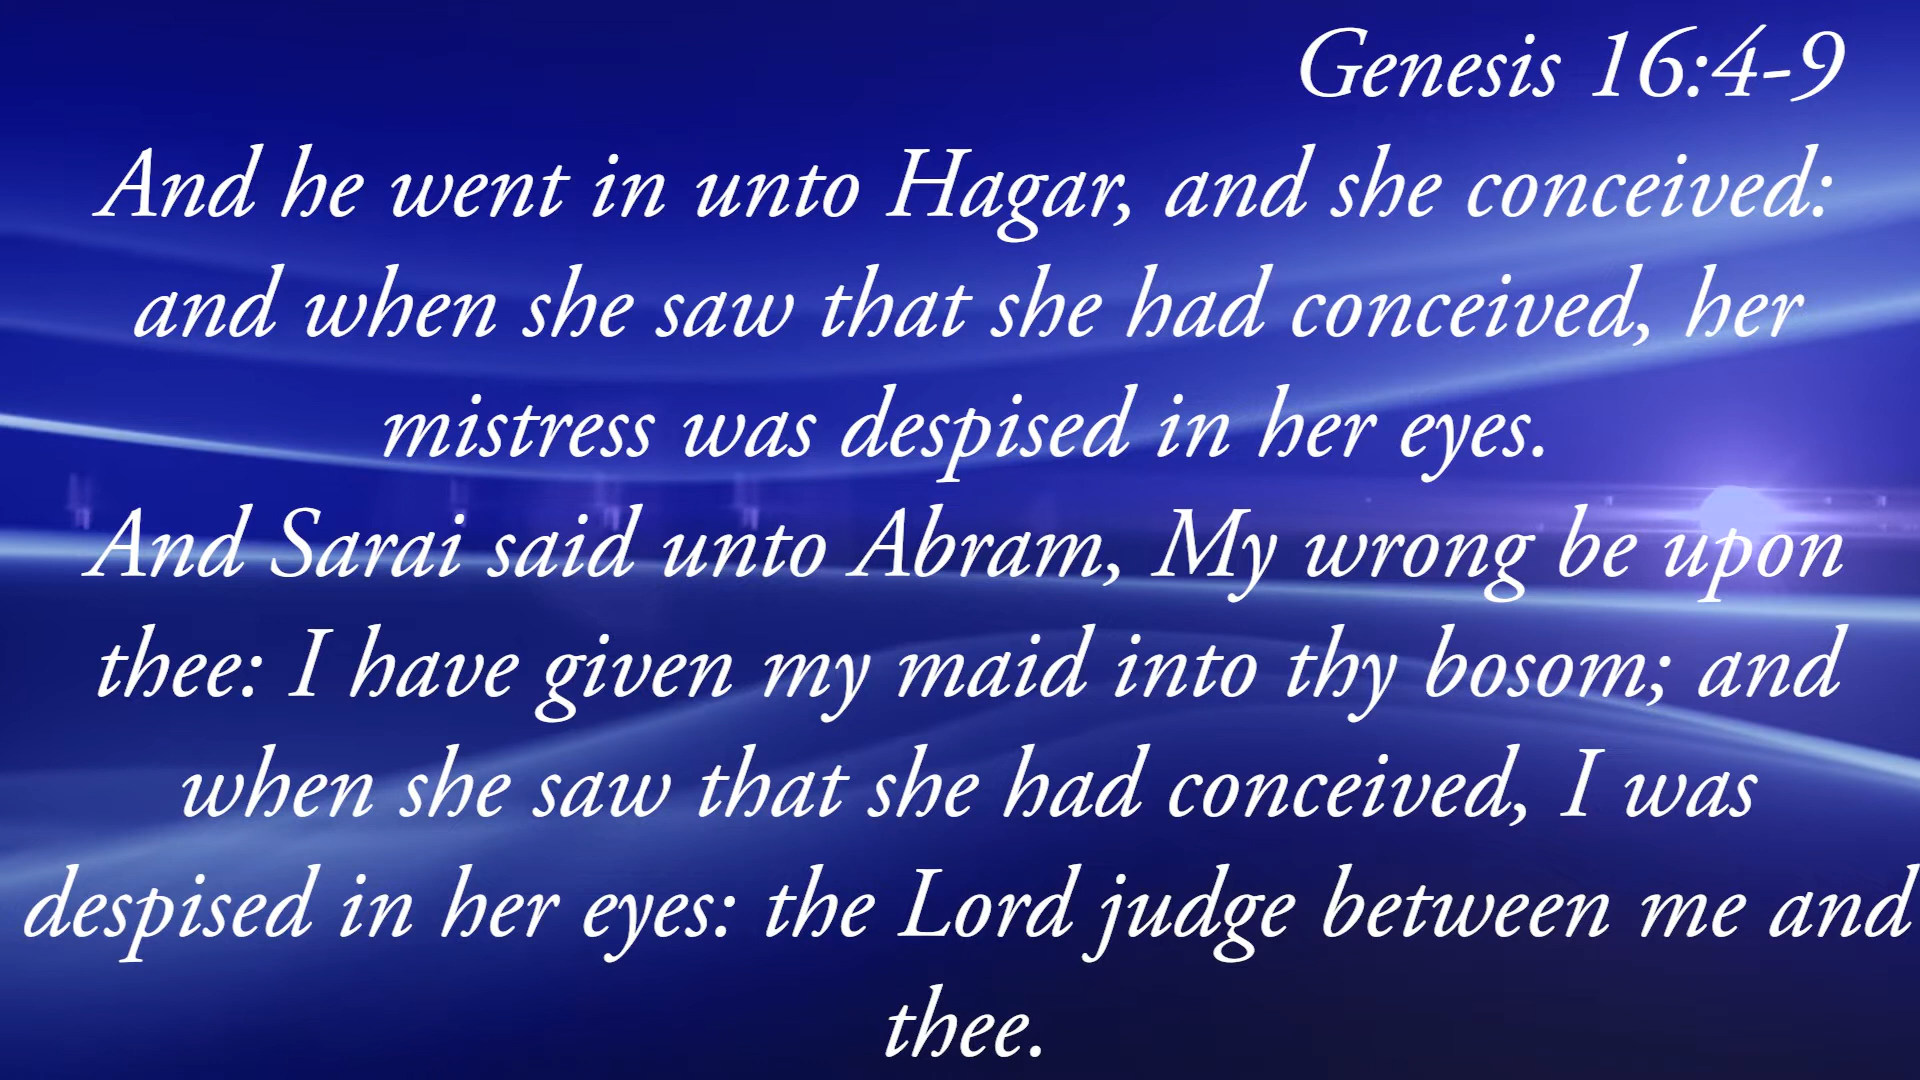 Genesis 16:4-9
And he went in unto Hagar, and she conceived:
and when she saw that she had conceived, her
mistress was despised in her eyes.
And Sarai said unto Abram, My wrong be upon
thee: I have given my maid into thy bosom; and
when she saw that she had conceived, I was
despised in her eyes: the Lord judge between me and
thee.